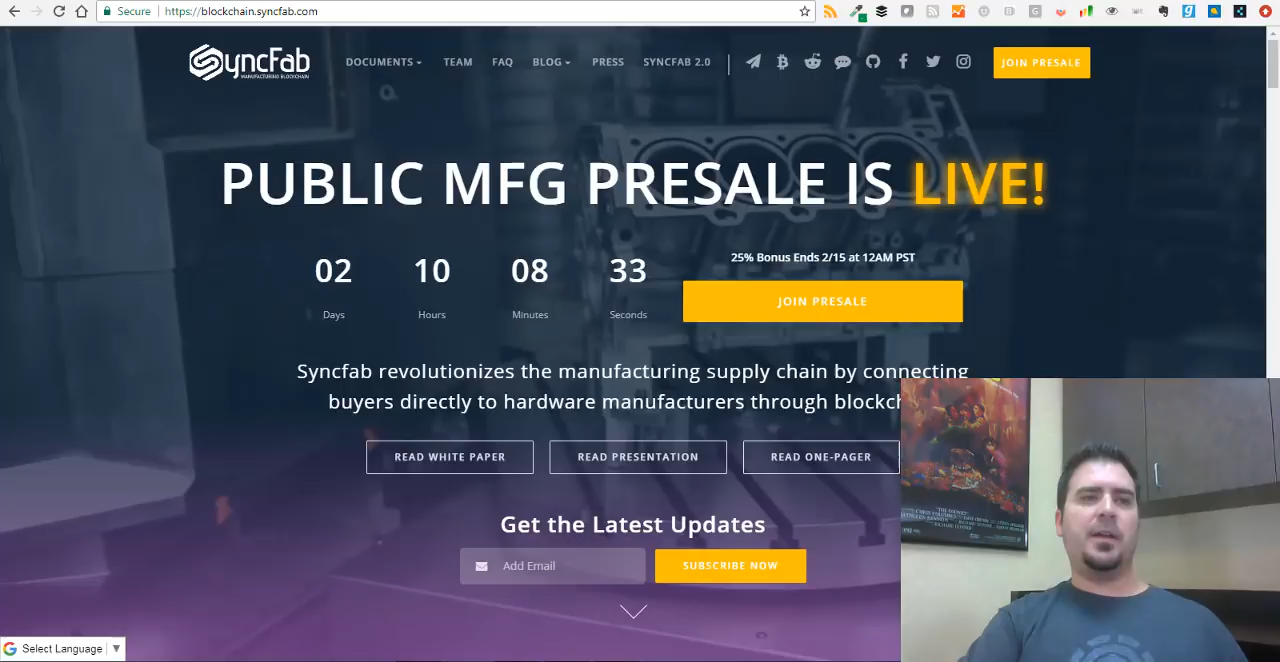 Secure
https://blockchain.syncfab.com
SyncFab
MANUFACTURING BLOCKCHAIN
DOCUMENTS
TEAM
FAQ
BLOG
PRESS
SYNCFAB 2.0
JOIN PRESALE
PUBLIC MFG PRESALE IS LIVE!
02 10 08 33
Days Hours Minutes Seconds
25% Bonus Ends 2/15 at 12AM PST
JOIN PRESALE
Syncfab revolutionizes the manufacturing supply chain by connecting
buyers directly to hardware manufacturers through
READ WHITE PAPER
READ PRESENTATION
READ ONE-PAGER
Get the Latest Updates
Add Email
SUBSCRIBE NOW
Select Language